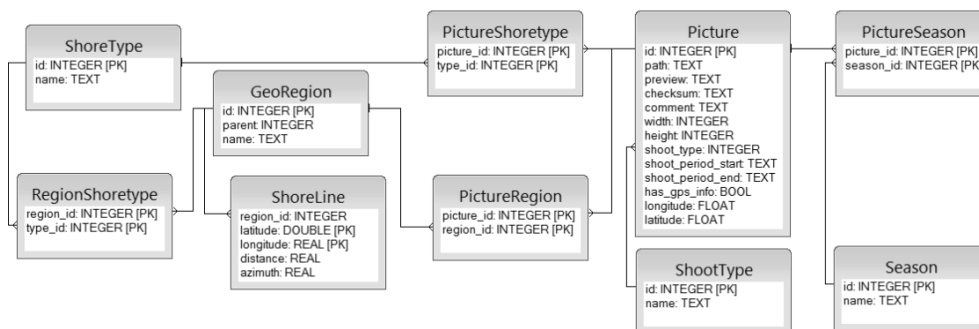 ShoreType
id: INTEGER [PK]
name: TEXT
PictureShoretype
picture_id: INTEGER [PK]
type_id: INTEGER [PK]
Picture
id: INTEGER [PK]
path: TEXT
preview: TEXT
checksum: TEXT
comment: TEXT
width: INTEGER
height: INTEGER
shoot_type: INTEGER
shoot_period_start: TEXT
shoot_period_end: TEXT
has_gps_info: BOOL
longitude: FLOAT
latitude: FLOAT
PictureSeason
picture_id: INTEGER [PK]
season_id: INTEGER [PK]
GeoRegion
id: INTEGER [PK]
parent: INTEGER
name: TEXT
RegionShoretype
region_id: INTEGER [PK]
type_id: INTEGER [PK]
ShoreLine
region_id: INTEGER
latitude: DOUBLE [PK]
longitude: REAL [PK]
distance: REAL
azimuth: REAL
PictureRegion
picture_id: INTEGER [PK]
region_id: INTEGER [PK]
ShootType
id: INTEGER [PK]
name: TEXT
Season
id: INTEGER [PK]
name: TEXT